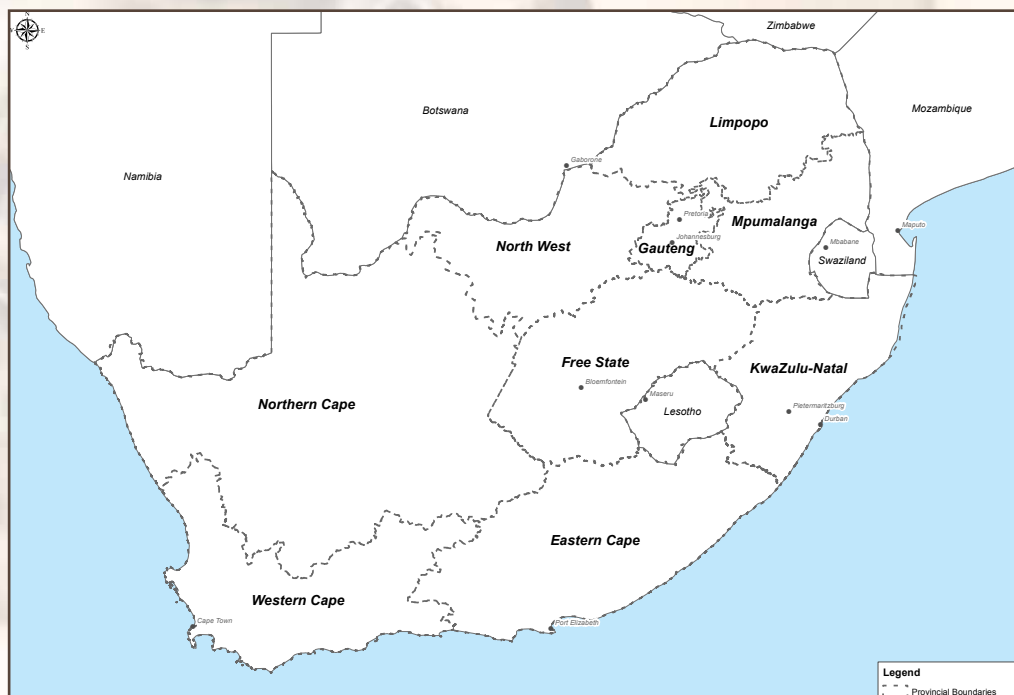 N
Zimbabwe
Botswana
Mozambique
Limpopo
Gaborone
Namibia
Pretoria
Mpumalanga
Maputo
Johannesburg
North West
Gauteng
Mbabane
Swaziland
Free State
KwaZulu-Natal
Bloemfontein
Maseru
Northern Cape
Lesotho
Pietermaritzburg
Durban
Eastern Cape
Western Cape
Cape Town
Port Elizabeth
Legend
Provincial Boundaries